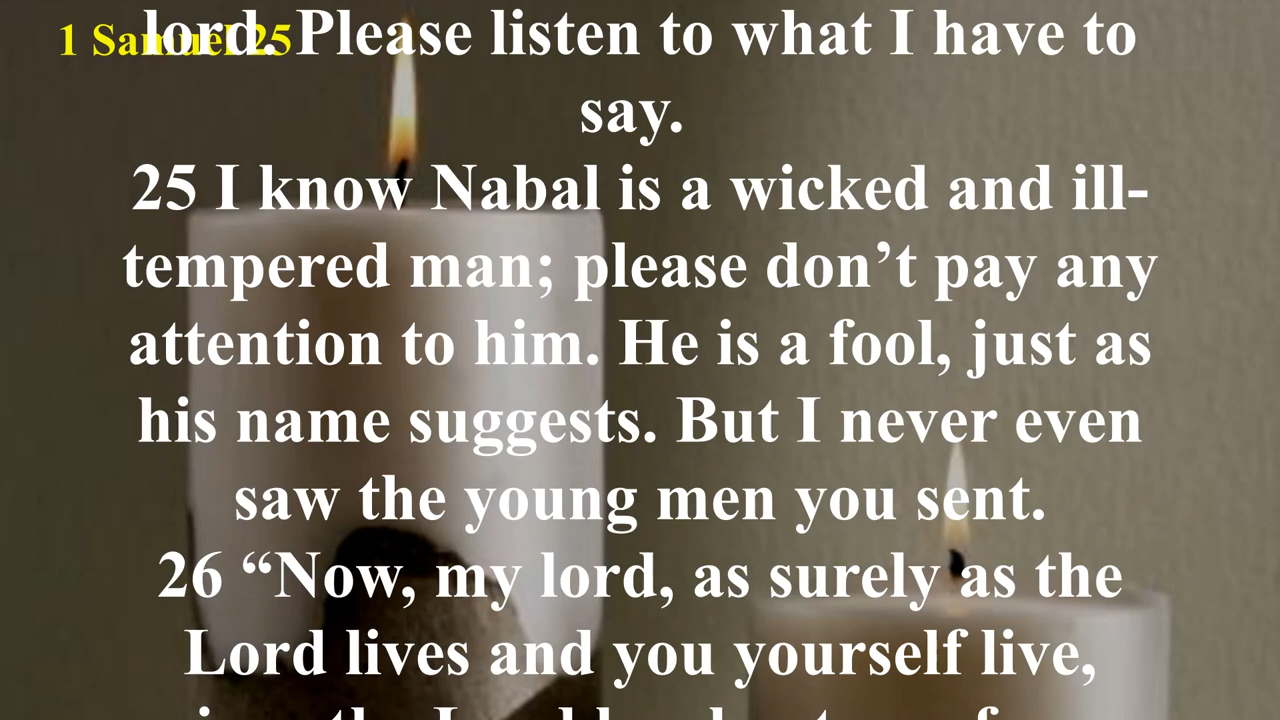 1 Samuel 25
lord. Please listen to what I have to
say.
25 I know Nabal is a wicked and ill-
tempered man; please don’t pay any
attention to him. He is a fool, just as
his name suggests. But I never even
saw the young men you sent.
26 “Now, my lord, as surely as the
Lord lives and you yourself live,